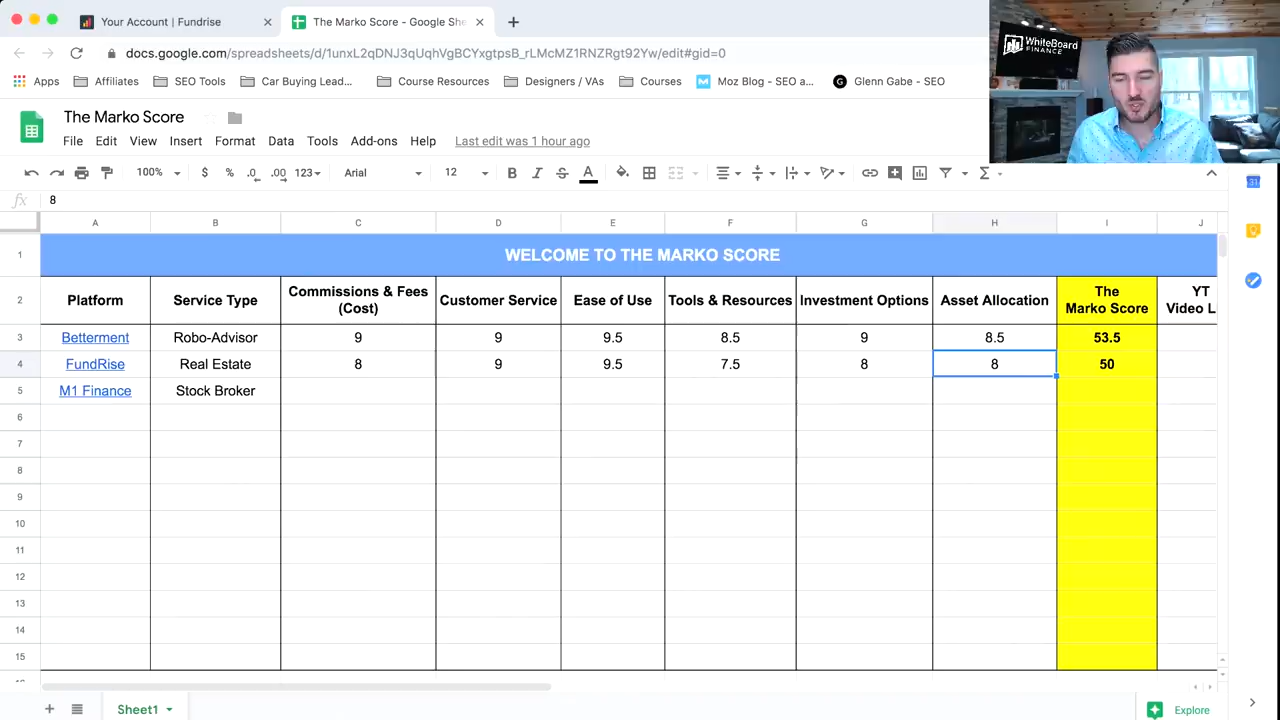 Your Account | Fundrise
The Marko Score - Google She
docs.google.com/spreadsheets
/edit#gid=0
Apps
Affiliates
SEO Tools
Car Buying Lead...
Course Resources
Designers / VAs
Courses
Moz Blog - SEO a...
G
Glenn Gabe - SEO
WhiteBoard
FINANCE
The Marko Score
File Edit View Insert Format Data Tools Add-ons Help Last edit was 1 hour ago
100% $ % .0 .00 123 Arial 12 B I S A Σ
31
fx 8
A B C D E F G H I J
1 WELCOME TO THE MARKO SCORE
2 Platform Service Type Commissions & Fees (Cost) Customer Service Ease of Use Tools & Resources Investment Options Asset Allocation The Marko Score YT Video L
3 Betterment Robo-Advisor 9 9 9.5 8.5 9 8.5 53.5
4 FundRise Real Estate 8 9 9.5 7.5 8 8 50
5 M1 Finance Stock Broker
6
7
8
9
10
11
12
13
14
15
Sheet1
Explore